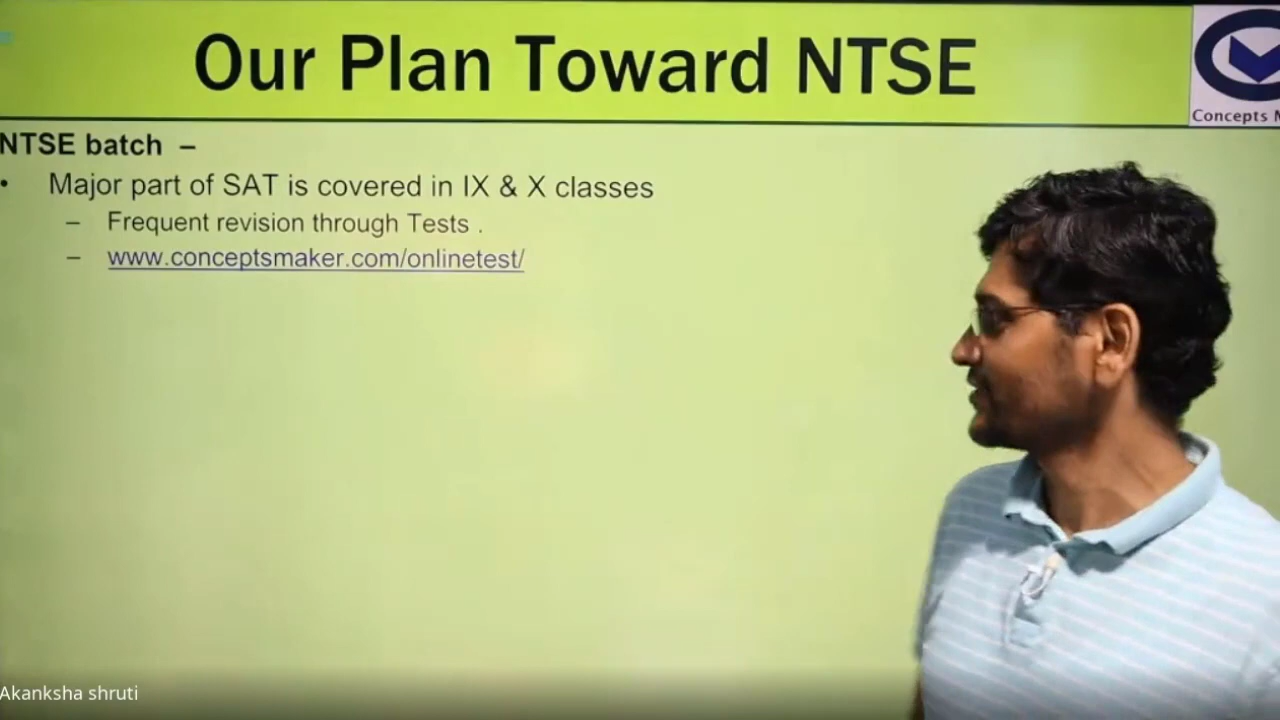 Our Plan Toward NTSE
Concepts M
NTSE batch –
• Major part of SAT is covered in IX & X classes
– Frequent revision through Tests .
– www.conceptsmaker.com/onlinetest/
Akanksha shruti